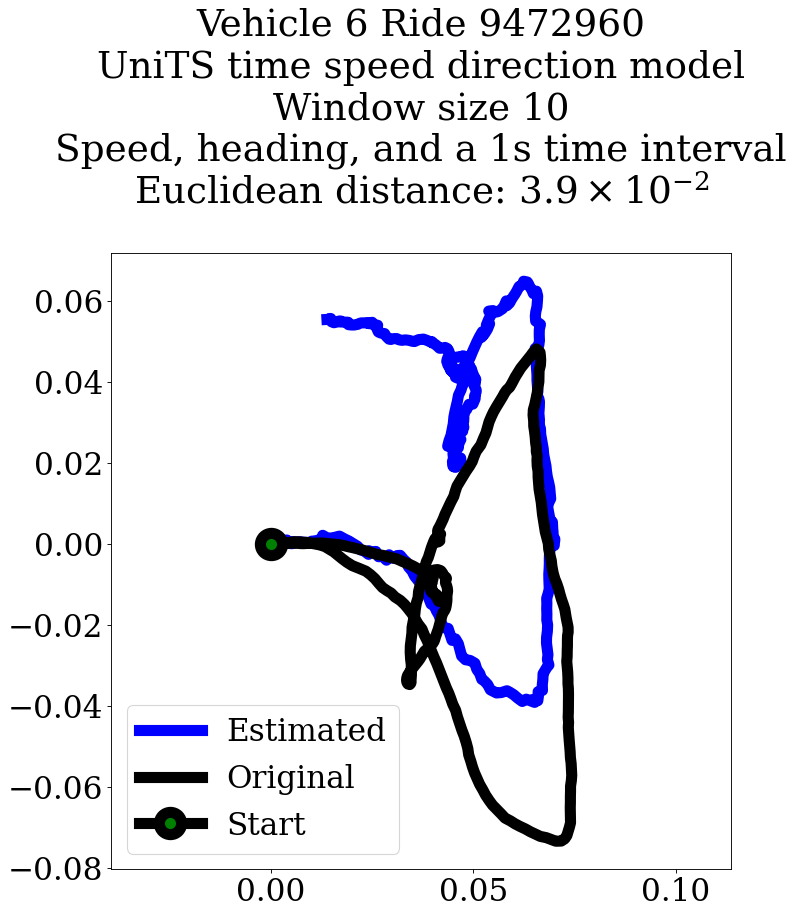 Vehicle 6 Ride 9472960
UniTS time speed direction model
Window size 10
Speed, heading, and a 1s time interval
Euclidean distance: 3.9 × 10⁻²
0.06
0.04
0.02
0.00
−0.02
−0.04
−0.06
−0.08
Estimated
Original
Start
0.00 0.05 0.10